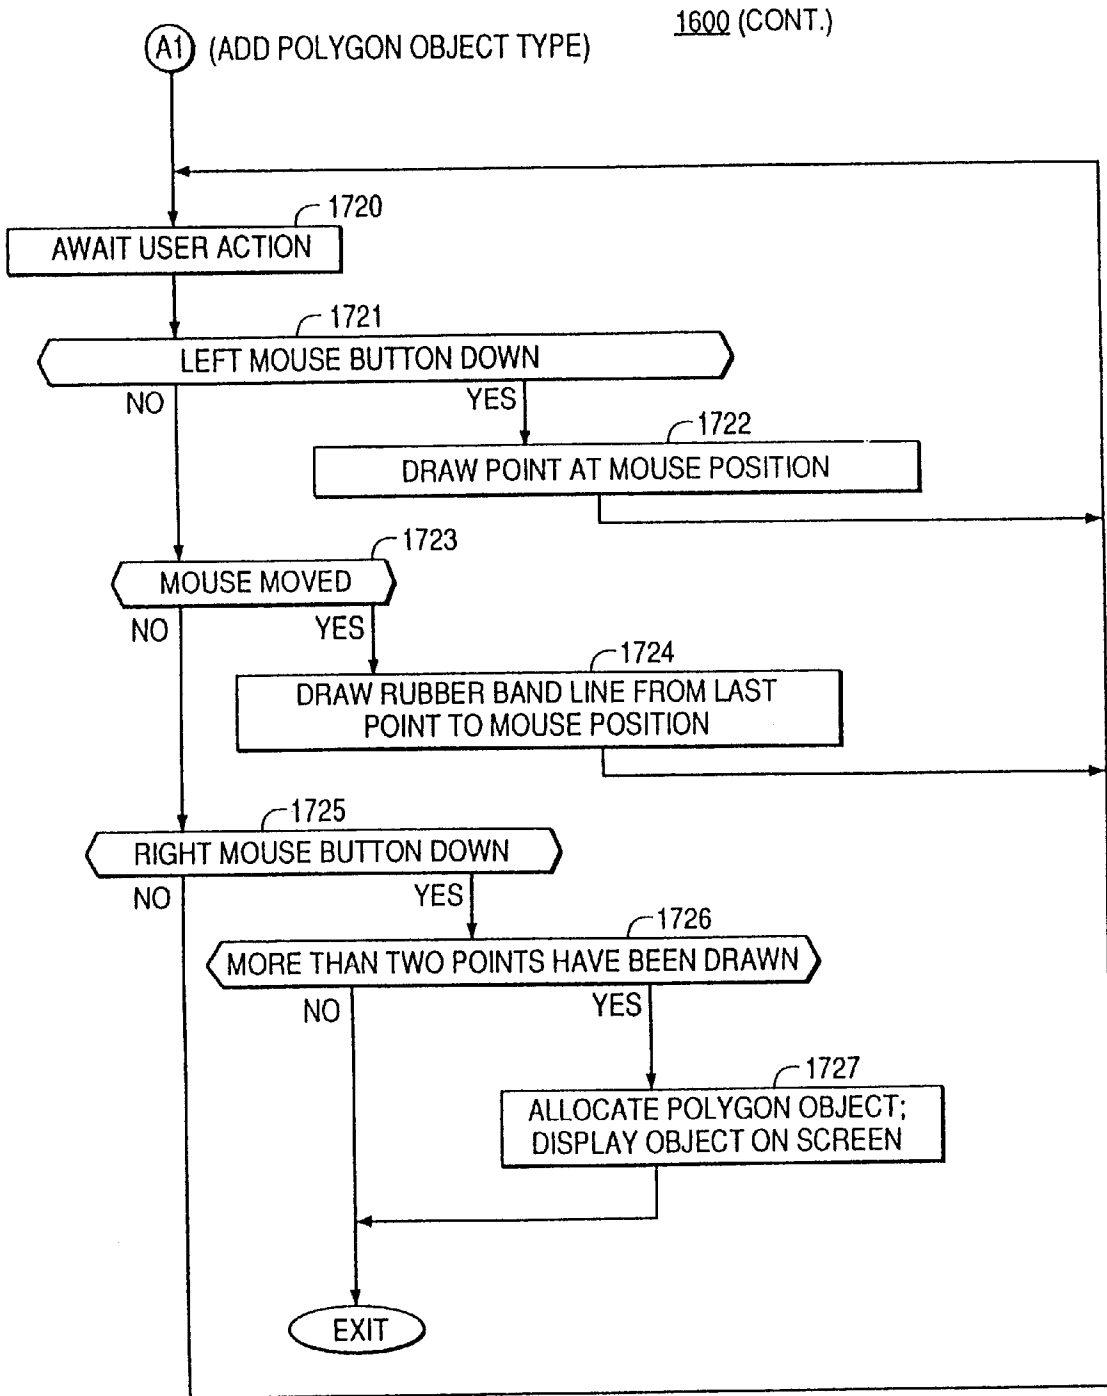 1600 (CONT.)
A1 (ADD POLYGON OBJECT TYPE)
1720
AWAIT USER ACTION
1721
LEFT MOUSE BUTTON DOWN
NO YES
1722
DRAW POINT AT MOUSE POSITION
1723
MOUSE MOVED
NO YES
1724
DRAW RUBBER BAND LINE FROM LAST
POINT TO MOUSE POSITION
1725
RIGHT MOUSE BUTTON DOWN
NO YES
1726
MORE THAN TWO POINTS HAVE BEEN DRAWN
NO YES
1727
ALLOCATE POLYGON OBJECT;
DISPLAY OBJECT ON SCREEN
EXIT